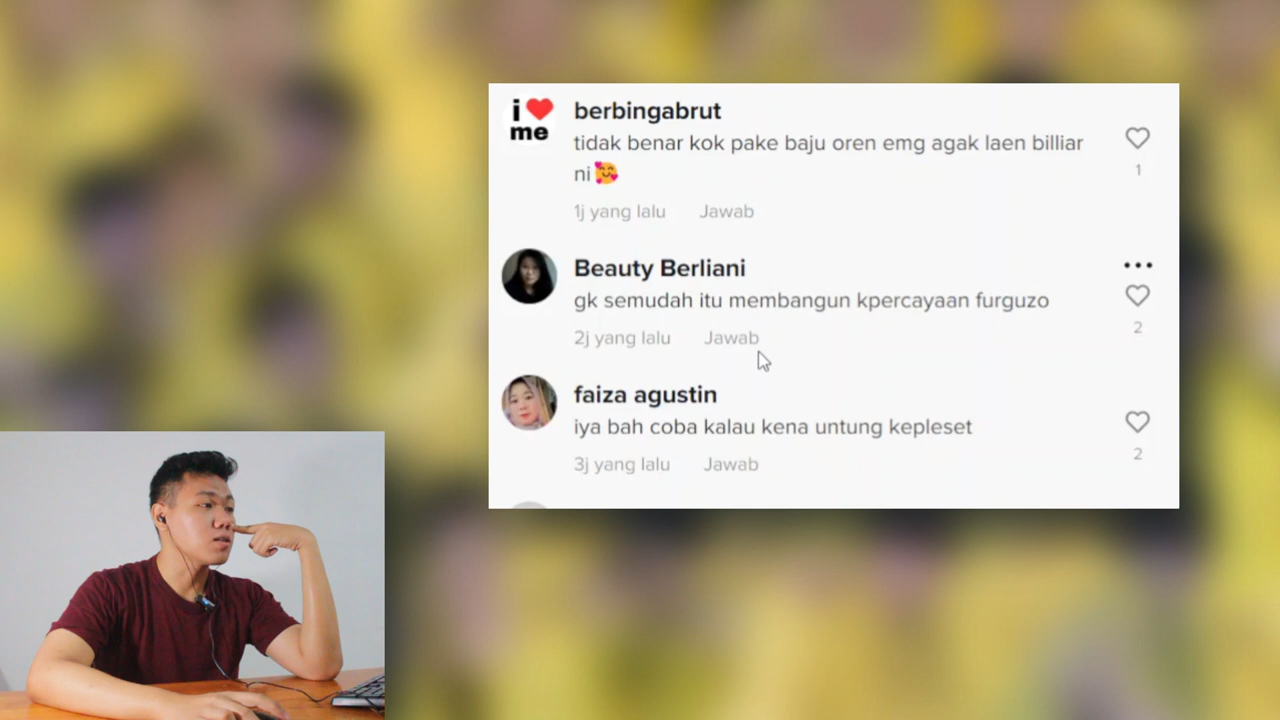 i ❤ me
berbingabrut
tidak benar kok pake baju oren emg agak laen billiar
ni 🥰
1
1j yang lalu Jawab
Beauty Berliani
gk semudah itu membangun kpercayaan furguzo
2
2j yang lalu Jawab
faiza agustin
iya bah coba kalau kena untung kepleset
2
3j yang lalu Jawab